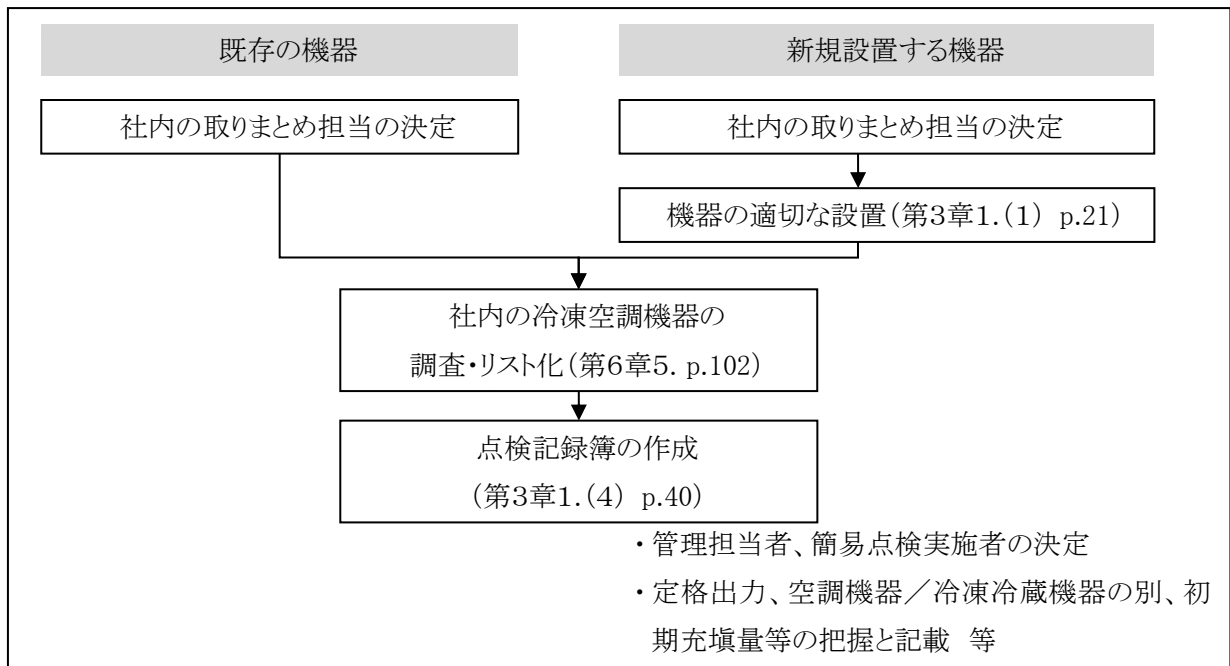 既存の機器
新規設置する機器
社内の取りまとめ担当の決定
社内の取りまとめ担当の決定
機器の適切な設置(第3章1.(1) p.21)
社内の冷凍空調機器の
調査・リスト化(第6章5. p.102)
点検記録簿の作成
(第3章1.(4) p.40)
・管理担当者、簡易点検実施者の決定
・定格出力、空調機器/冷凍冷蔵機器の別、初
期充塡量等の把握と記載 等